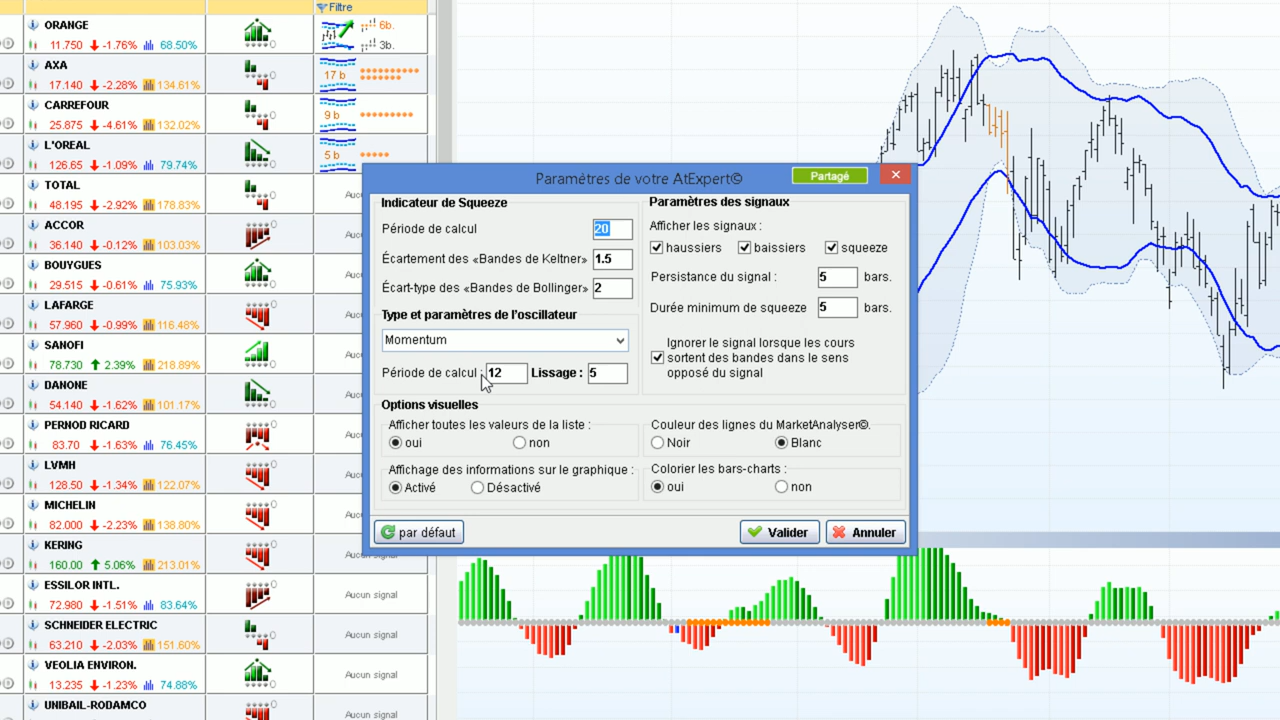 Filtre
ORANGE
11.750 -1.76% 68.50%
6b.
3b.
AXA
17.140 -2.28% 134.61%
17 b
CARREFOUR
25.875 -4.61% 132.02%
9 b
L'OREAL
126.65 -1.09% 79.74%
5 b
TOTAL
48.195 -2.92% 178.83%
Auc
ACCOR
36.140 -0.12% 103.03%
Auc
BOUYGUES
29.515 -0.61% 75.93%
Auc
LAFARGE
57.960 -0.99% 116.48%
Auc
SANOFI
78.730 2.39% 218.89%
Auc
DANONE
54.140 -1.62% 101.17%
Auc
PERNOD RICARD
83.70 -1.63% 76.45%
Auc
LVMH
128.50 -1.34% 122.07%
Auc
MICHELIN
82.000 -2.23% 138.80%
Auc
KERING
160.00 5.06% 213.01%
Aucun signal
ESSILOR INTL.
72.980 -1.51% 83.64%
Aucun signal
SCHNEIDER ELECTRIC
63.210 -2.03% 151.60%
Aucun signal
VEOLIA ENVIRON.
13.235 -1.23% 74.88%
Aucun signal
UNIBAIL-RODAMCO
Aucun signal
Paramètres de votre AtExpert©
Partagé
Indicateur de Squeeze
Période de calcul 20
Écartement des «Bandes de Keltner» 1.5
Écart-type des «Bandes de Bollinger» 2
Type et paramètres de l'oscillateur
Momentum
Période de calcul : 12 Lissage : 5
Paramètres des signaux
Afficher les signaux :
haussiers baissiers squeeze
Persistance du signal : 5 bars.
Durée minimum de squeeze 5 bars.
Ignorer le signal lorsque les cours
sortent des bandes dans le sens
opposé du signal
Options visuelles
Afficher toutes les valeurs de la liste :
oui non
Couleur des lignes du MarketAnalyser©.
Noir Blanc
Affichage des informations sur le graphique :
Activé Désactivé
Colorier les bars-charts :
oui non
par défaut
Valider
Annuler